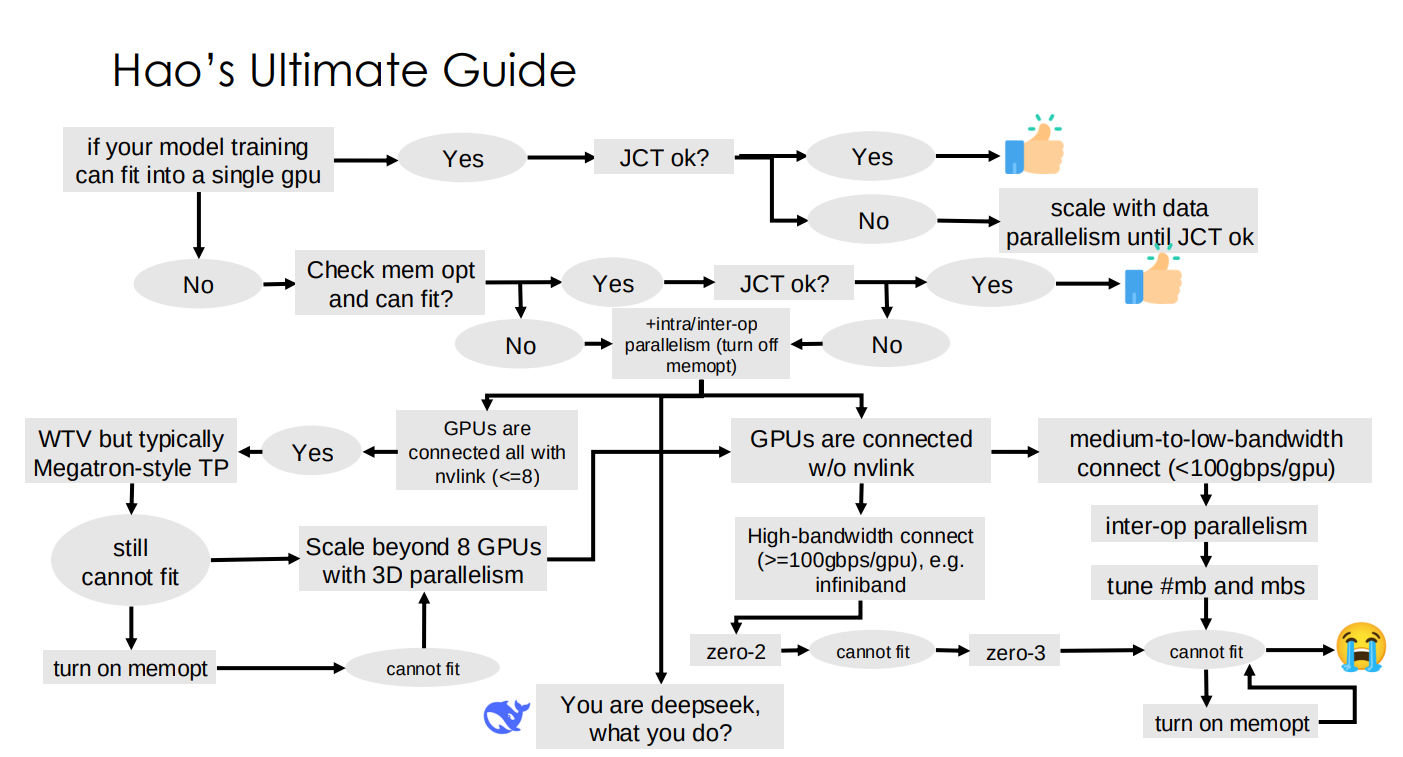 Hao’s Ultimate Guide
if your model training
can fit into a single gpu
Yes
JCT ok?
Yes
No
scale with data
parallelism until JCT ok
No
Check mem opt
and can fit?
Yes
JCT ok?
Yes
No
+intra/inter-op
parallelism (turn off
memopt)
No
WTV but typically
Megatron-style TP
Yes
GPUs are
connected all with
nvlink (<=8)
GPUs are connected
w/o nvlink
medium-to-low-bandwidth
connect (<100gbps/gpu)
still
cannot fit
Scale beyond 8 GPUs
with 3D parallelism
High-bandwidth connect
(>=100gbps/gpu), e.g.
infiniband
inter-op parallelism
tune #mb and mbs
turn on memopt
cannot fit
zero-2
cannot fit
zero-3
cannot fit
You are deepseek,
what you do?
turn on memopt